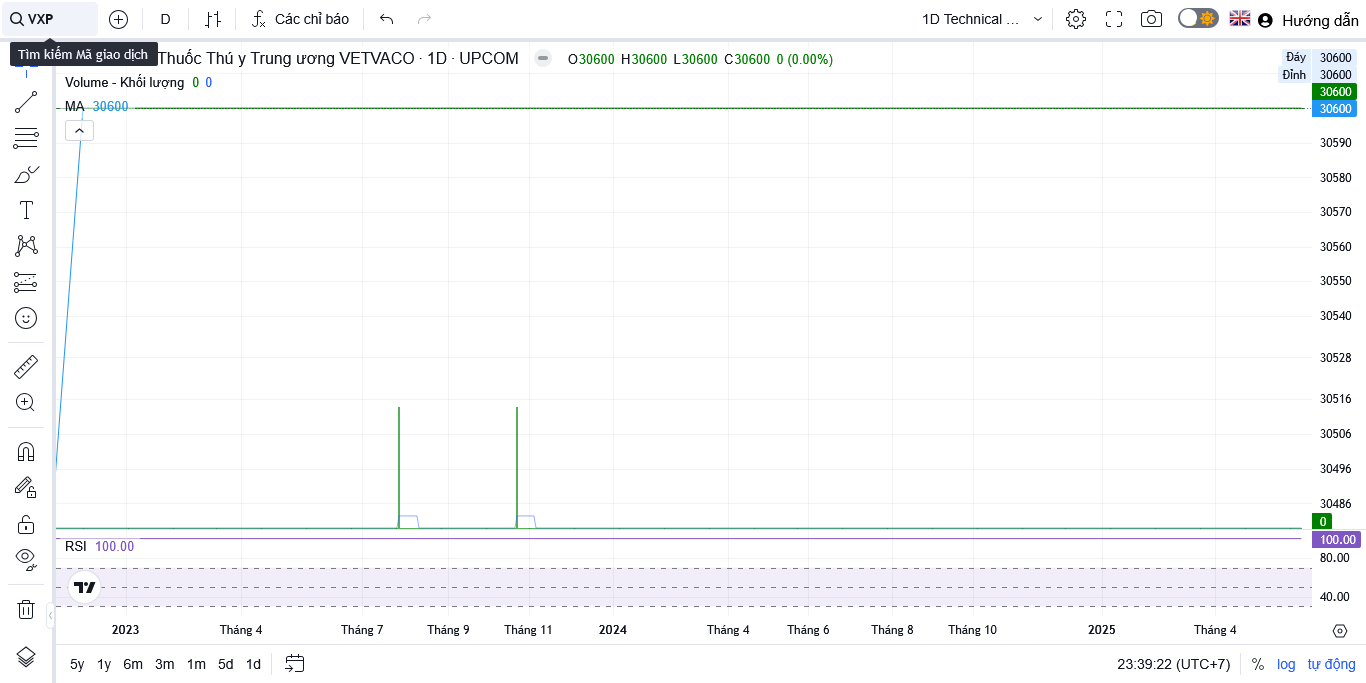 VXP
D
Các chỉ báo
1D Technical ...
Hướng dẫn
Tìm kiếm Mã giao dịch
Thuốc Thú y Trung ương VETVACO · 1D · UPCOM
O30600 H30600 L30600 C30600 0 (0.00%)
Volume - Khối lượng 0 0
MA 30600
Đáy 30600
Đỉnh 30600
30600
30600
30590
30580
30570
30560
30550
30540
30528
30516
30506
30496
30486
0
RSI 100.00
100.00
80.00
40.00
2023 Tháng 4 Tháng 7 Tháng 9 Tháng 11 2024 Tháng 4 Tháng 6 Tháng 8 Tháng 10 2025 Tháng 4
5y 1y 6m 3m 1m 5d 1d
23:39:22 (UTC+7) % log tự động